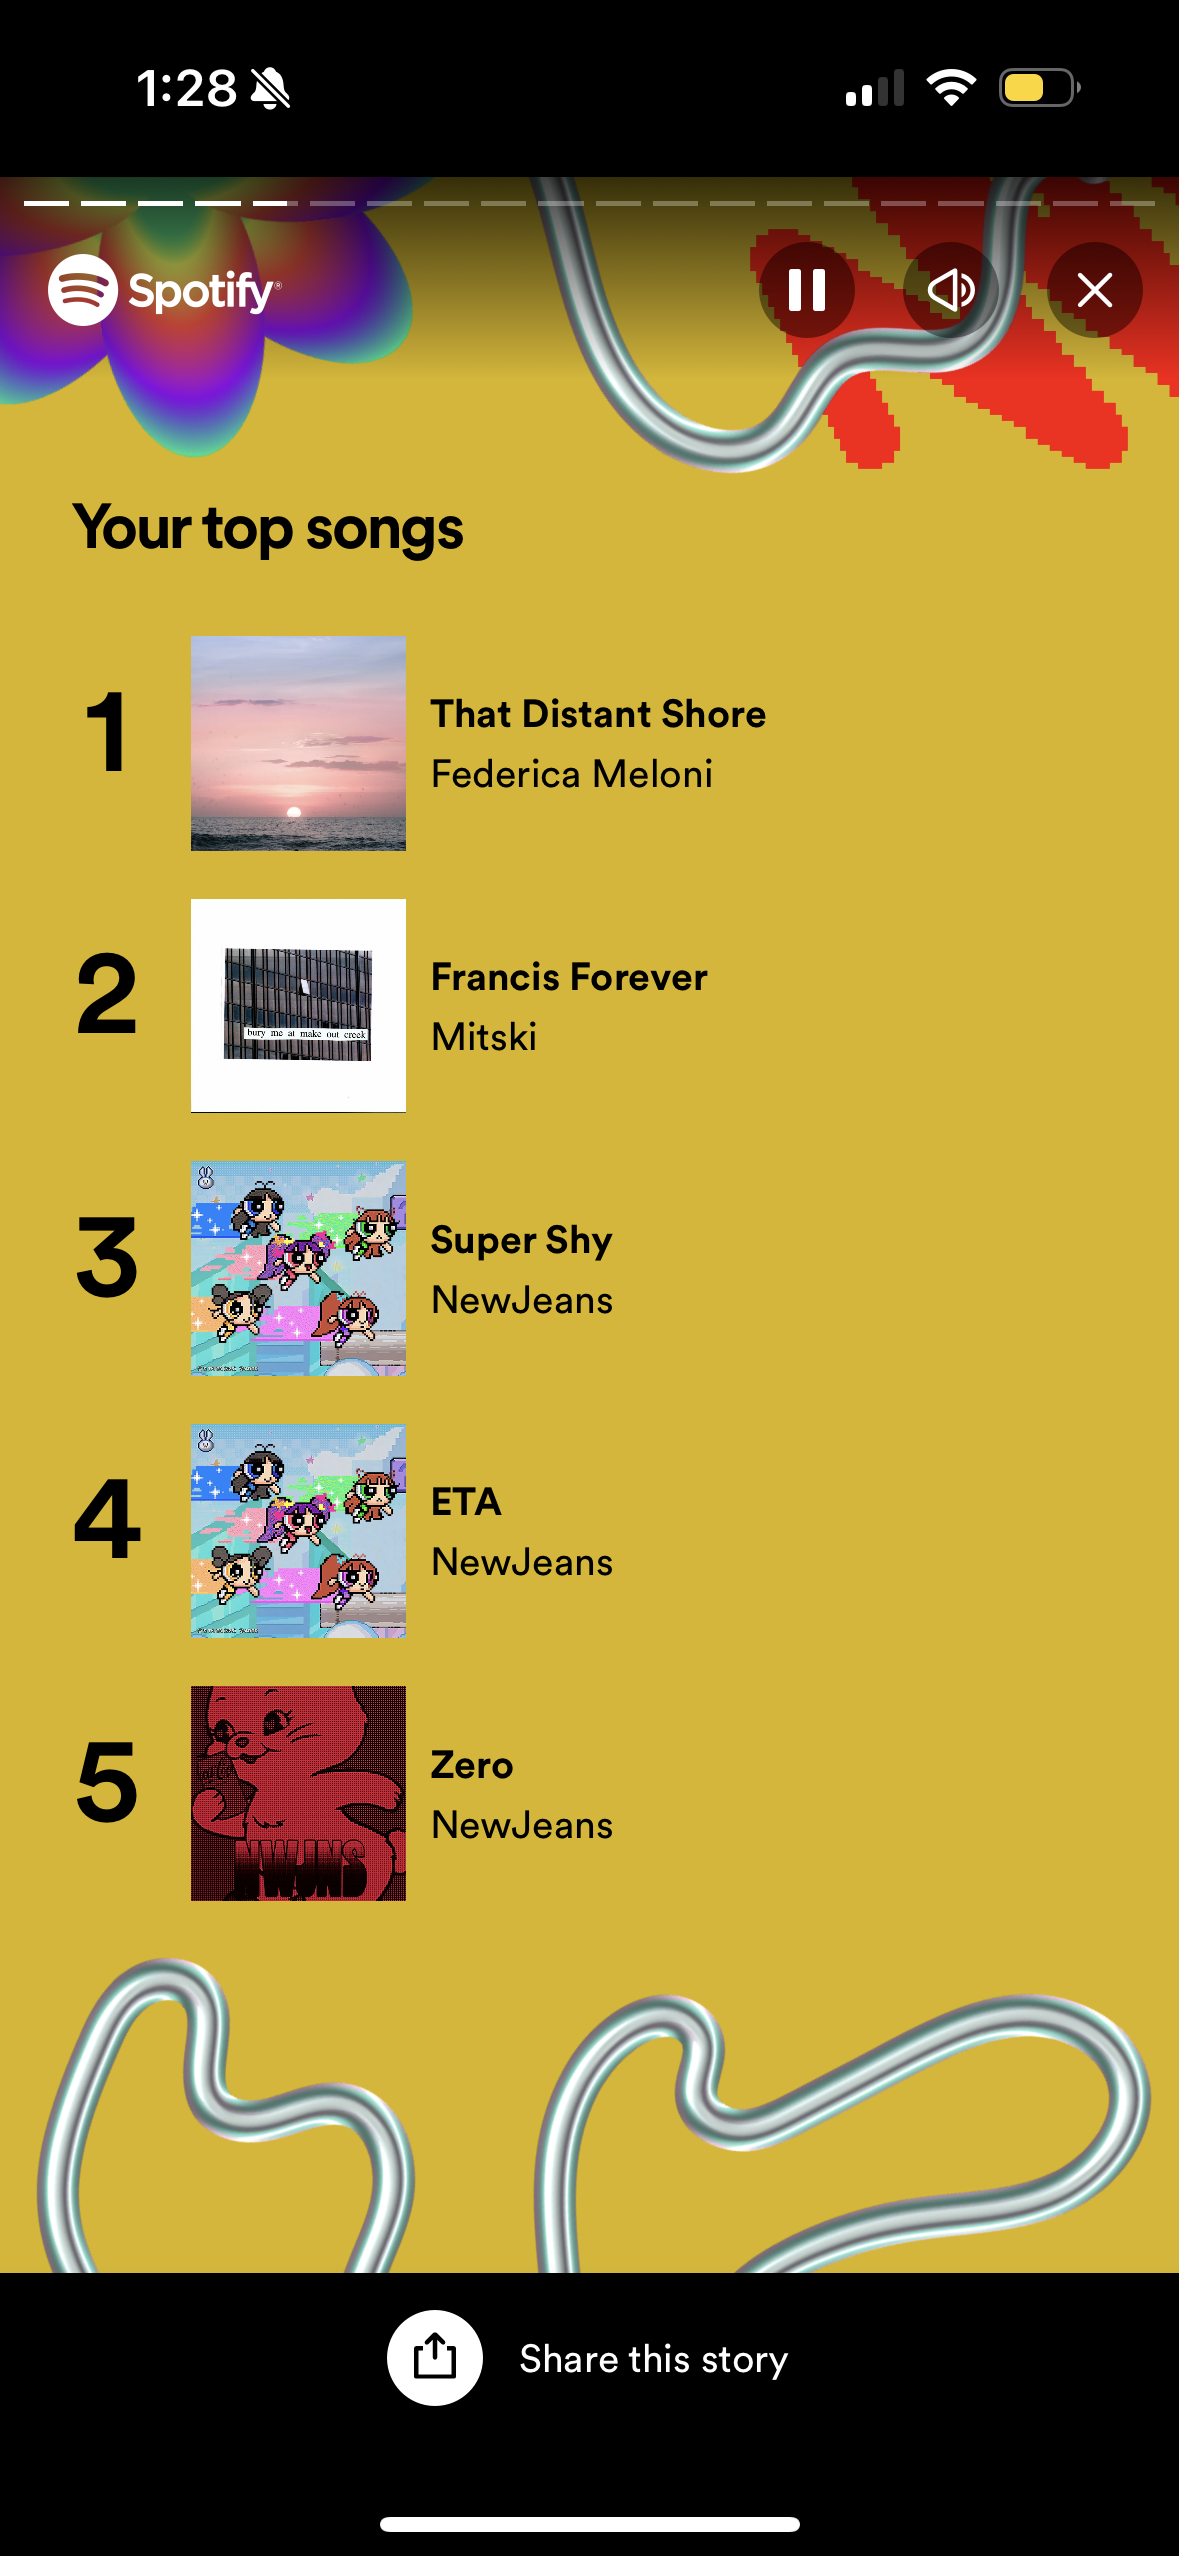 1:28
Spotify®
Your top songs
1
That Distant Shore
Federica Meloni
2
bury me at make out creek
Francis Forever
Mitski
3
Super Shy
NewJeans
4
ETA
NewJeans
5
NWJNS
Zero
NewJeans
Share this story